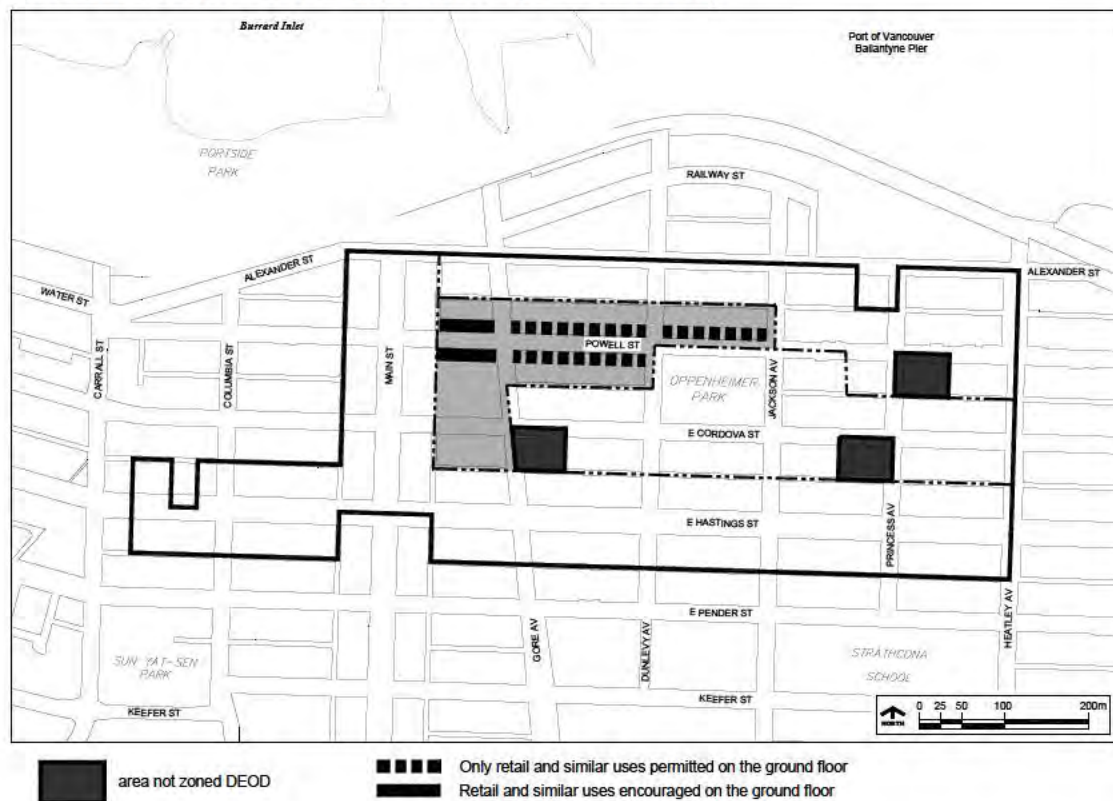 Burrard Inlet
Port of Vancouver
Ballantyne Pier
PORTSIDE
PARK
RAILWAY ST
ALEXANDER ST
ALEXANDER ST
WATER ST
CARRALL ST
COLUMBIA ST
MAIN ST
POWELL ST
OPPENHEIMER
PARK
JACKSON AV
E CORDOVA ST
E HASTINGS ST
PRINCESS AV
E PENDER ST
GORE AV
DUNLEVY AV
HEATLEY AV
SUN YAT-SEN
PARK
STRATHCONA
SCHOOL
KEEFER ST
KEEFER ST
NORTH
0 25 50 100 200m
area not zoned DEOD
Only retail and similar uses permitted on the ground floor
Retail and similar uses encouraged on the ground floor